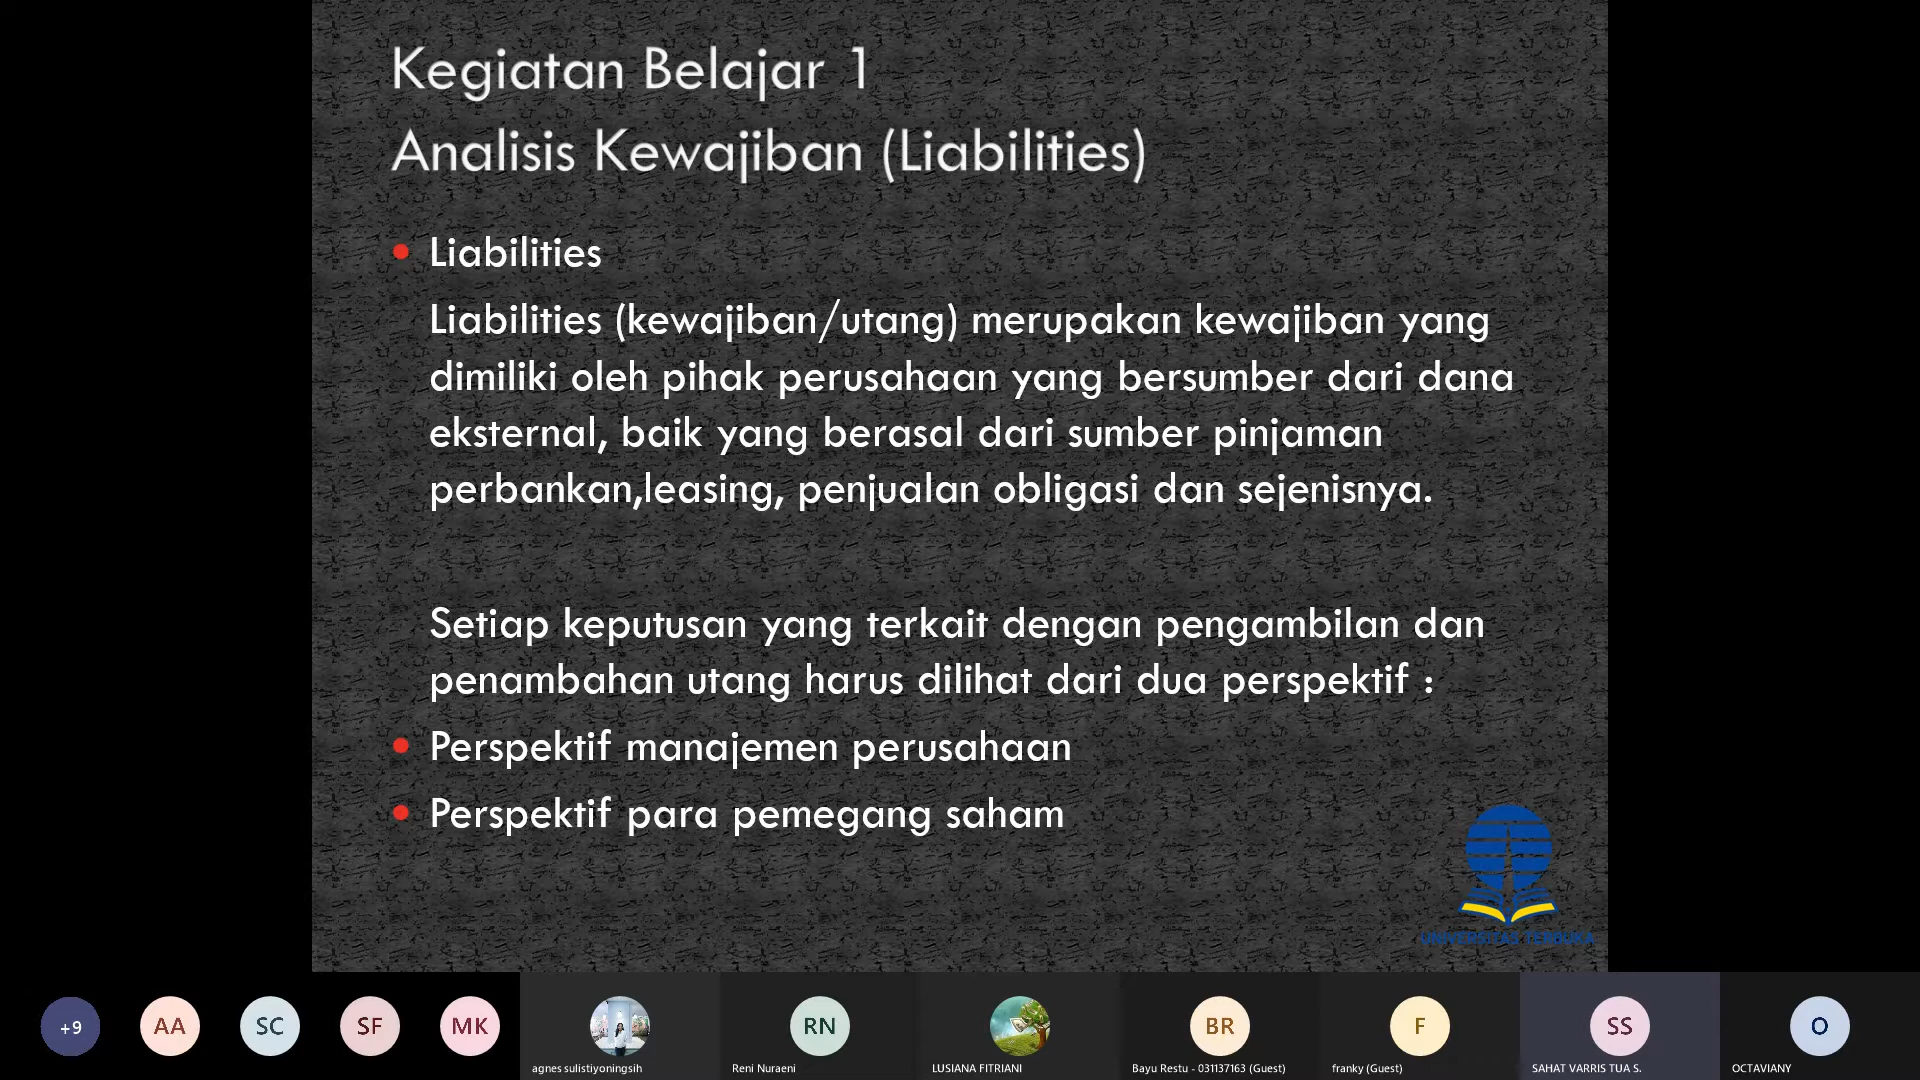 Kegiatan Belajar 1
Analisis Kewajiban (Liabilities)
Liabilities
Liabilities (kewajiban/utang) merupakan kewajiban yang
dimiliki oleh pihak perusahaan yang bersumber dari dana
eksternal, baik yang berasal dari sumber pinjaman
perbankan,leasing, penjualan obligasi dan sejenisnya.
Setiap keputusan yang terkait dengan pengambilan dan
penambahan utang harus dilihat dari dua perspektif :
Perspektif manajemen perusahaan
Perspektif para pemegang saham
UNIVERSITAS TERBUKA
+9 AA SC SF MK RN BR F SS O
agnes sulistiyoningsih Reni Nuraeni LUSIANA FITRIANI Bayu Restu - 031137163 (Guest) franky (Guest) SAHAT VARRIS TUA S. OCTAVIANY